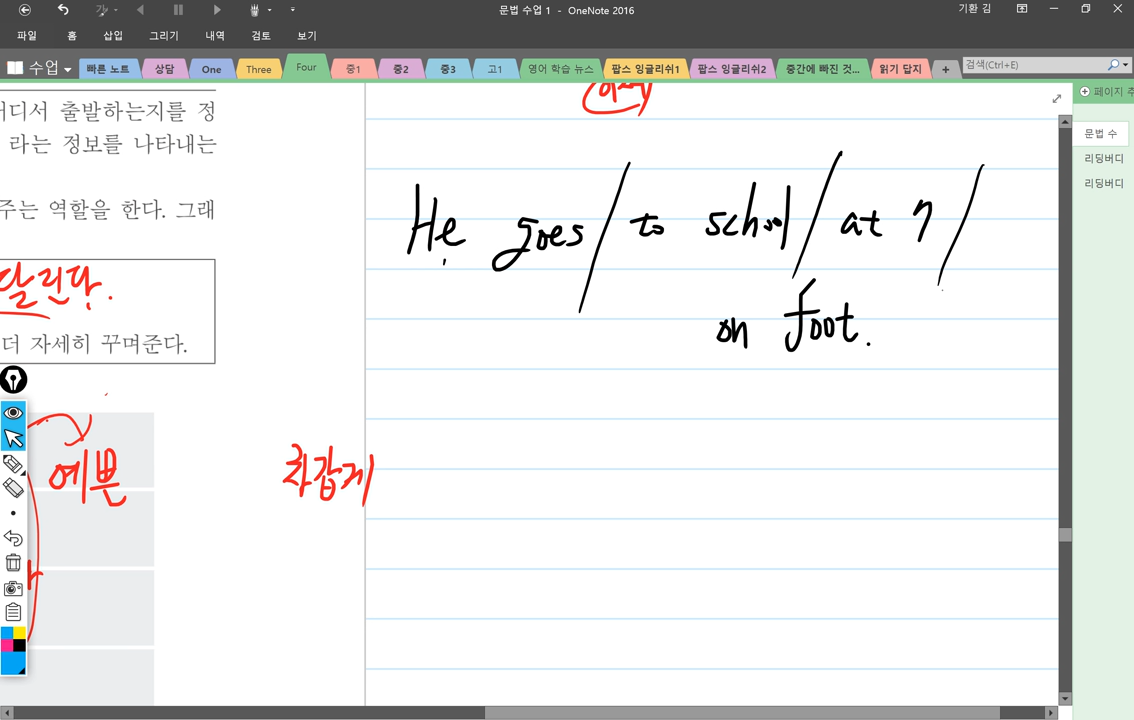 문법 수업 1 - OneNote 2016
기환 김
파일 홈 삽입 그리기 내역 검토 보기
수업 빠른 노트 상담 One Three Four 중1 중2 중3 고1 영어 학습 뉴스 팝스 잉글리쉬1 팝스 잉글리쉬2 중간에 빠진 것... 읽기 답지 + 검색(Ctrl+E)
페이지 추
문법 수
리딩버디
리딩버디
어디서 출발하는지를 정
라는 정보를 나타내는
주는 역할을 한다. 그래
달린다.
더 자세히 꾸며준다.
예쁜
차갑게
He goes / to school / at 7 /
on foot.